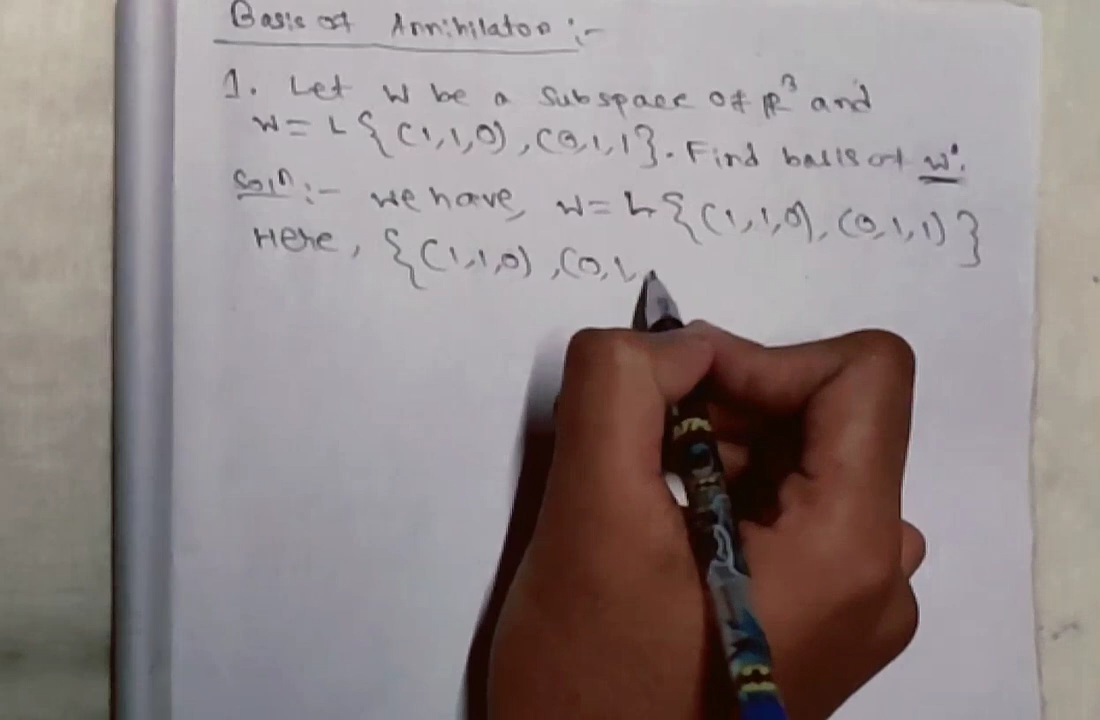 Basis of Annihilator :-
1. Let W be a subspace of ℝ³ and
W = L{(1,1,0), (0,1,1}. Find basis of W⁰.
Solⁿ :- we have, W = L{(1,1,0), (0,1,1)}
Here, {(1,1,0), (0,1,